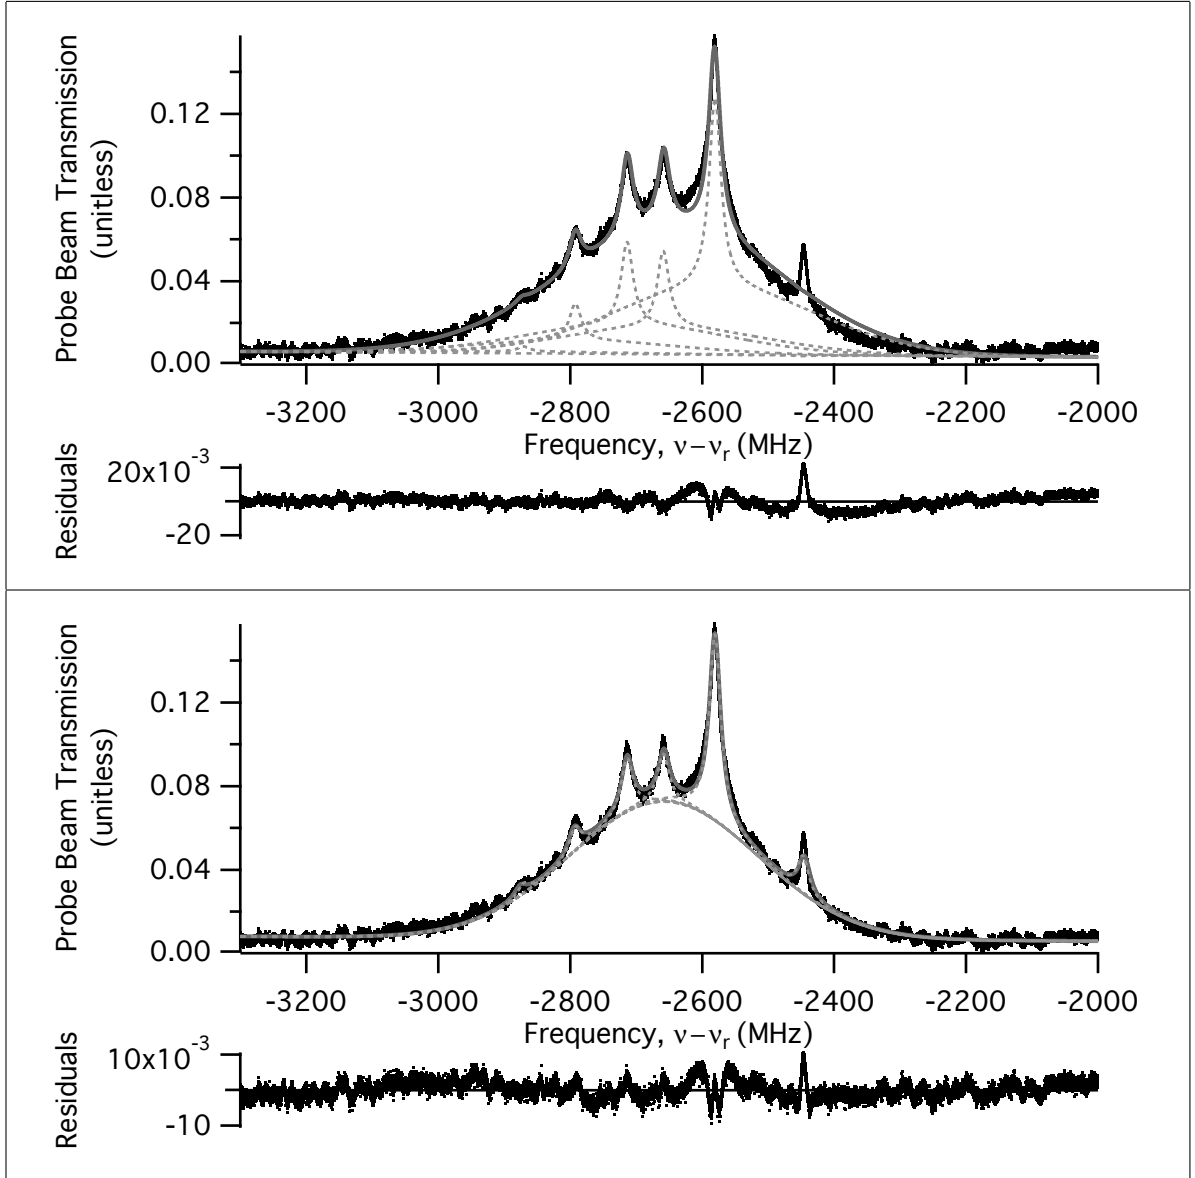 Probe Beam Transmission
(unitless)
0.12
0.08
0.04
0.00
-3200 -3000 -2800 -2600 -2400 -2200 -2000
Frequency, ν−νr (MHz)
Residuals
20x10-3
-20
Probe Beam Transmission
(unitless)
0.12
0.08
0.04
0.00
-3200 -3000 -2800 -2600 -2400 -2200 -2000
Frequency, ν−νr (MHz)
Residuals
10x10-3
-10